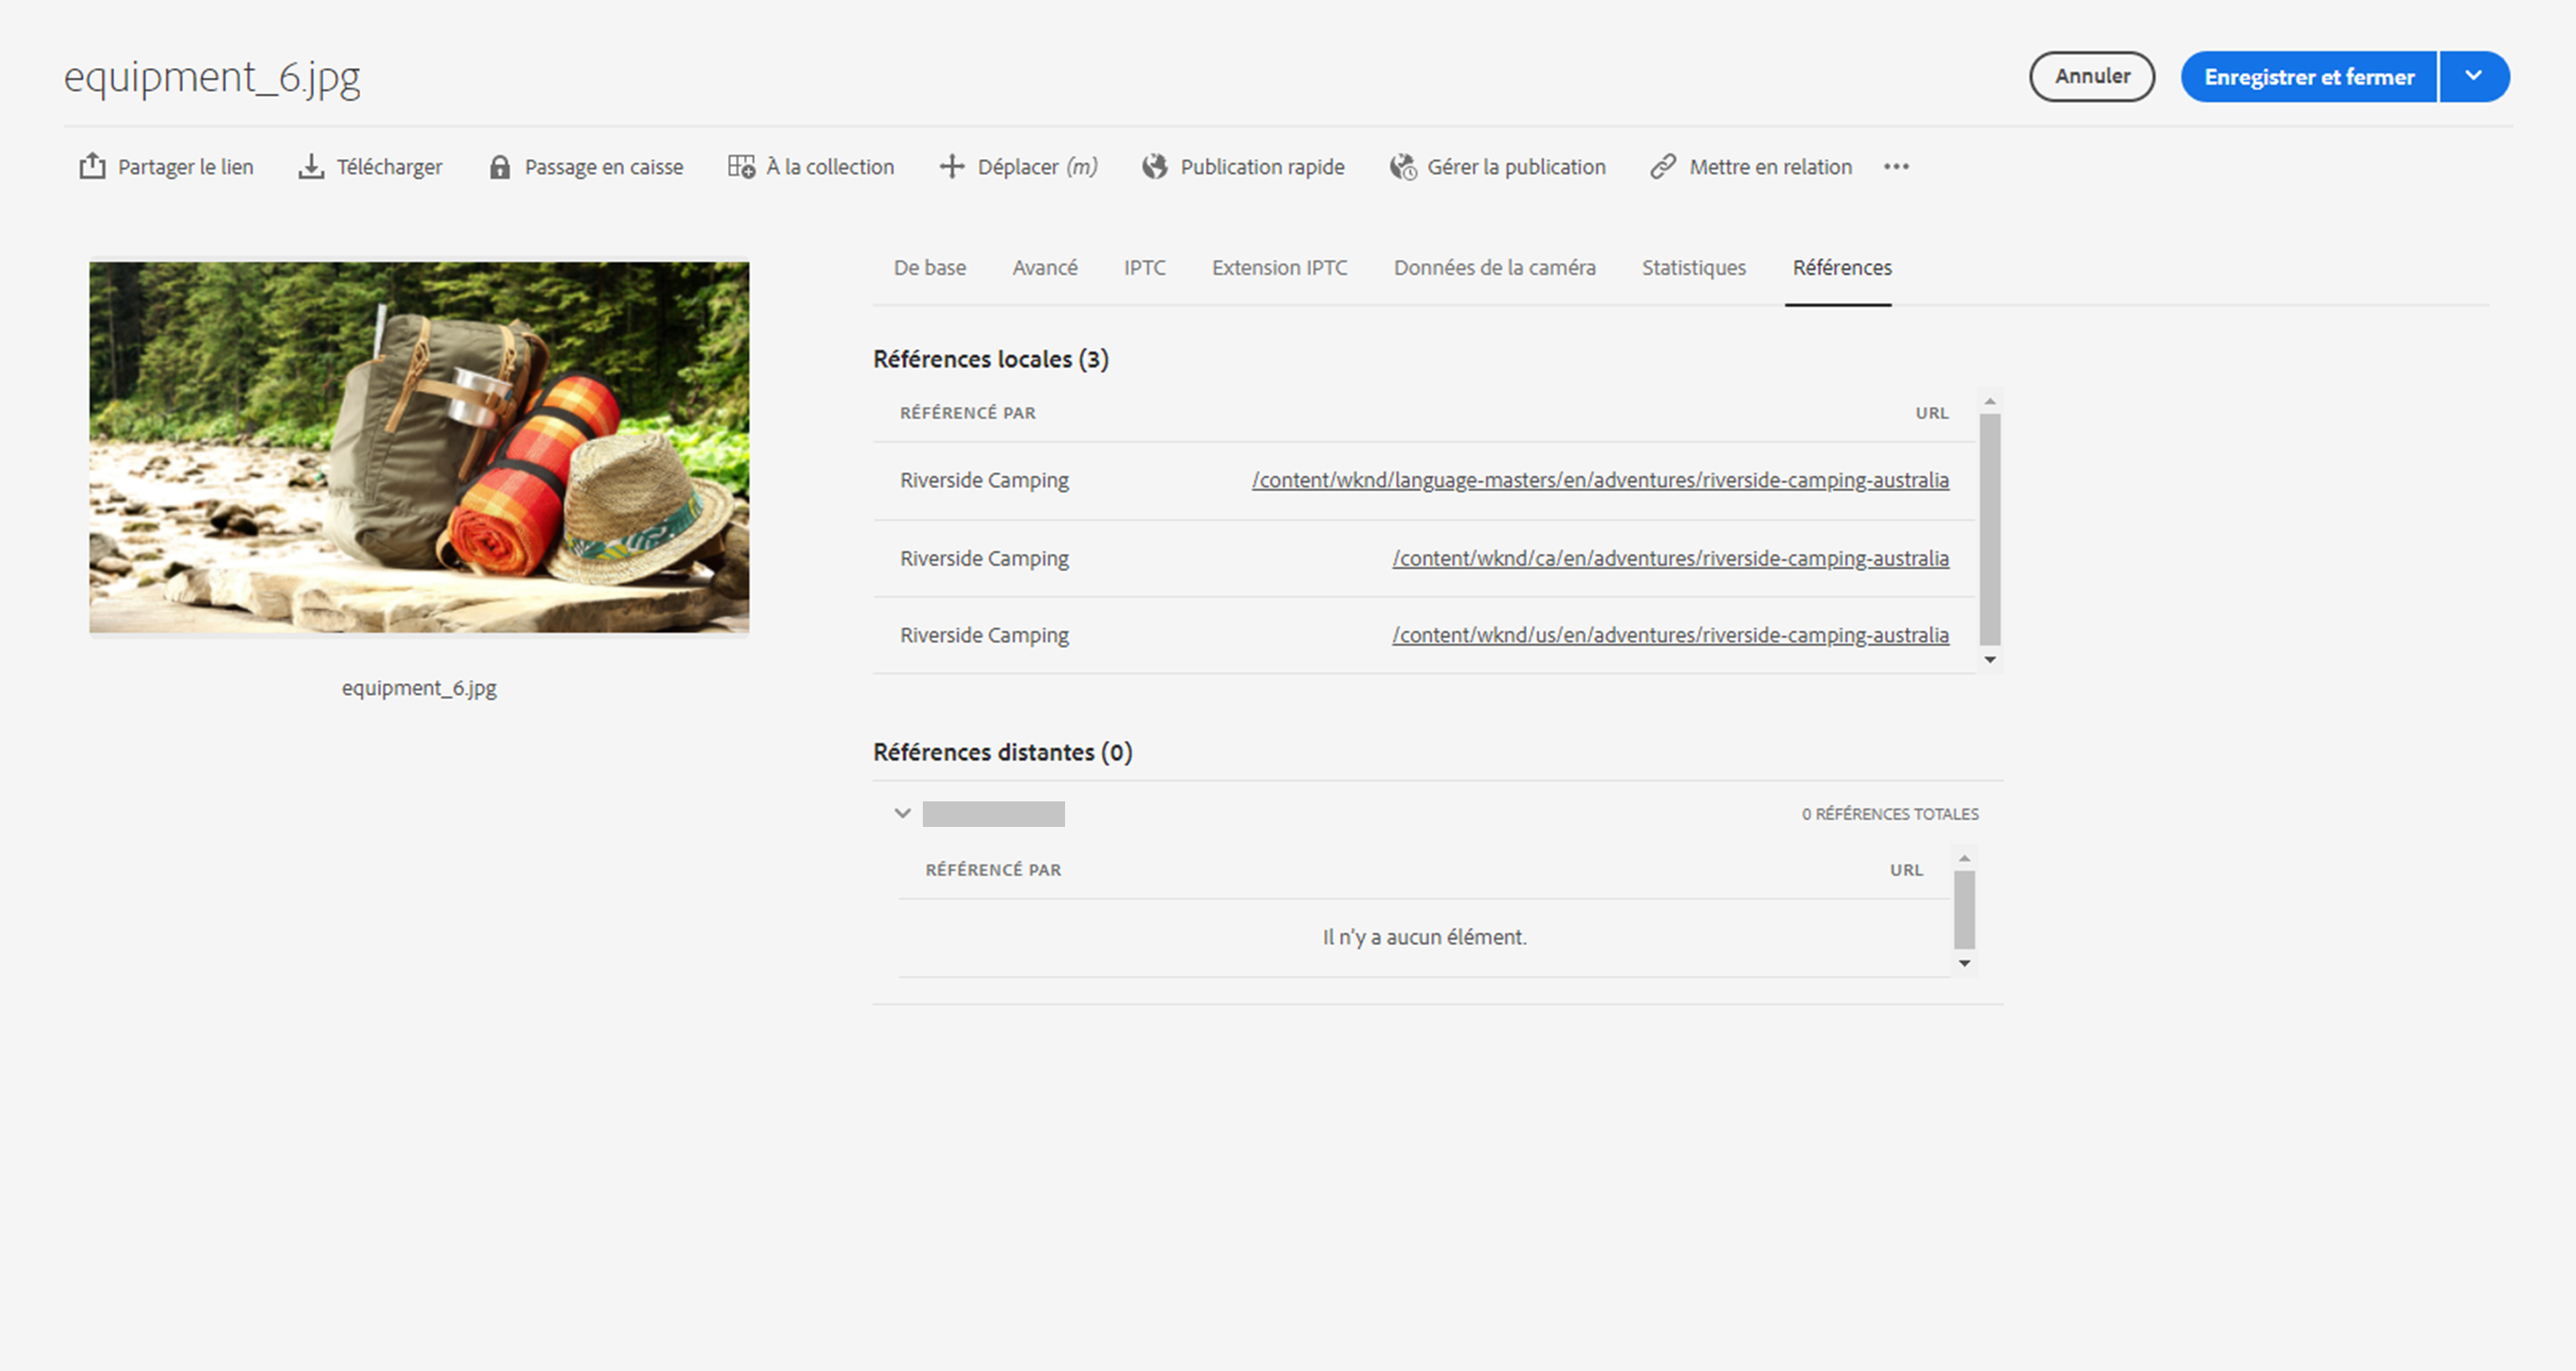 equipment_6.jpg
Annuler
Enregistrer et fermer
Partager le lien
Télécharger
Passage en caisse
À la collection
Déplacer (m)
Publication rapide
Gérer la publication
Mettre en relation
De base
Avancé
IPTC
Extension IPTC
Données de la caméra
Statistiques
Références
Références locales (3)
RÉFÉRENCÉ PAR URL
Riverside Camping /content/wknd/language-masters/en/adventures/riverside-camping-australia
Riverside Camping /content/wknd/ca/en/adventures/riverside-camping-australia
Riverside Camping /content/wknd/us/en/adventures/riverside-camping-australia
equipment_6.jpg
Références distantes (0)
0 RÉFÉRENCES TOTALES
RÉFÉRENCÉ PAR URL
Il n'y a aucun élément.